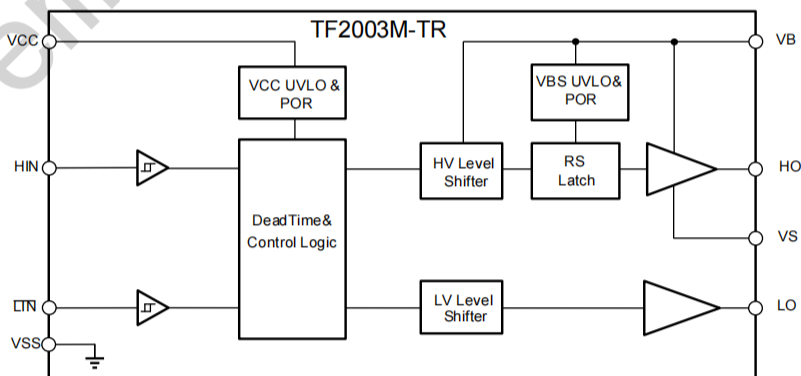 TF2003M-TR
VCC
VB
VCC UVLO &
POR
VBS UVLO&
POR
HIN
HV Level
Shifter
RS
Latch
HO
DeadTime&
Control Logic
VS
LIN
LV Level
Shifter
LO
VSS